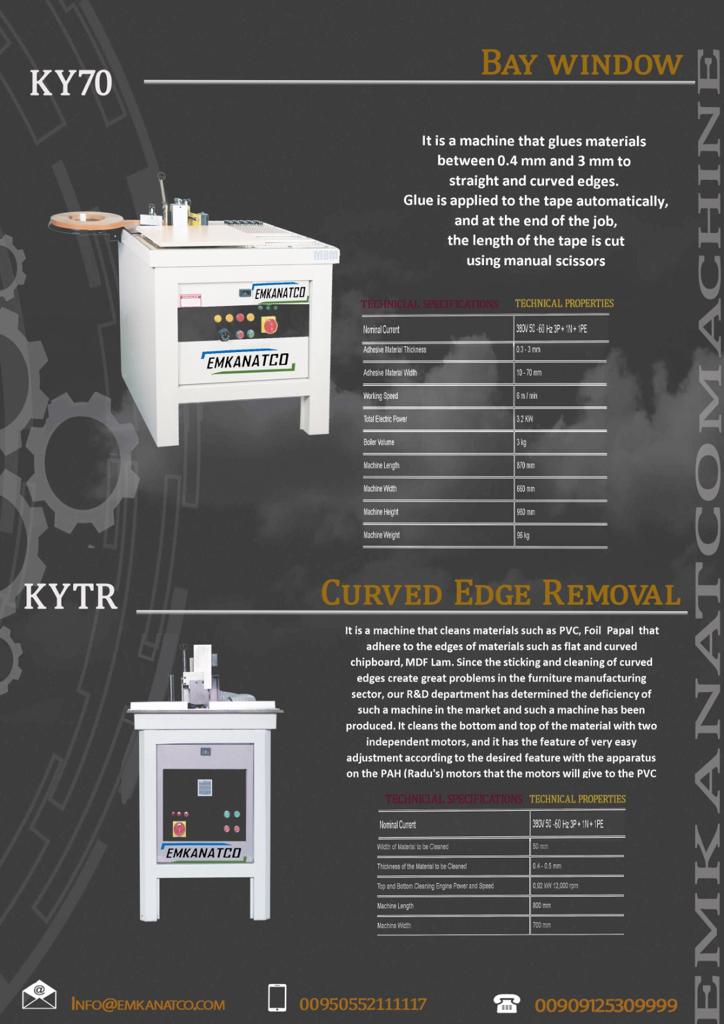 BAY WINDOW
KY70
It is a machine that glues materials
between 0.4 mm and 3 mm to
straight and curved edges.
Glue is applied to the tape automatically,
and at the end of the job,
the length of the tape is cut
using manual scissors
MBM
EMKANATCO
EMKANATCO
TECHNICIAL SPECIFICATIONS TECHNICAL PROPERTIES
Nominal Current 380V 50 -60 Hz 3P + 1N + 1PE
Adhesive Material Thickness 0.3 - 3 mm
Adhesive Material Width 10 - 70 mm
Working Speed 6 m / min
Total Electric Power 3.2 KW
Boiler Volume 3 kg
Machine Length 870 mm
Machine Width 660 mm
Machine Height 960 mm
Machine Weight 96 kg
KYTR
CURVED EDGE REMOVAL
It is a machine that cleans materials such as PVC, Foil Papal that
adhere to the edges of materials such as flat and curved
chipboard, MDF Lam. Since the sticking and cleaning of curved
edges create great problems in the furniture manufacturing
sector, our R&D department has determined the deficiency of
such a machine in the market and such a machine has been
produced. It cleans the bottom and top of the material with two
independent motors, and it has the feature of very easy
adjustment according to the desired feature with the apparatus
on the PAH (Radu's) motors that the motors will give to the PVC
EMKANATCO
TECHNICIAL SPECIFICATIONS TECHNICAL PROPERTIES
Nominal Current 380V 50 -60 Hz 3P + 1N + 1PE
Width of Material to be Cleaned 50 mm
Thickness of the Material to be Cleaned 0.4 - 0.5 mm
Top and Bottom Cleaning Engine Power and Speed 0,92 kW 12,000 rpm
Machine Length 800 mm
Machine Width 700 mm
INFO@EMKANATCO.COM 00950552111117 00909125309999
EMKANATCOMACHINE